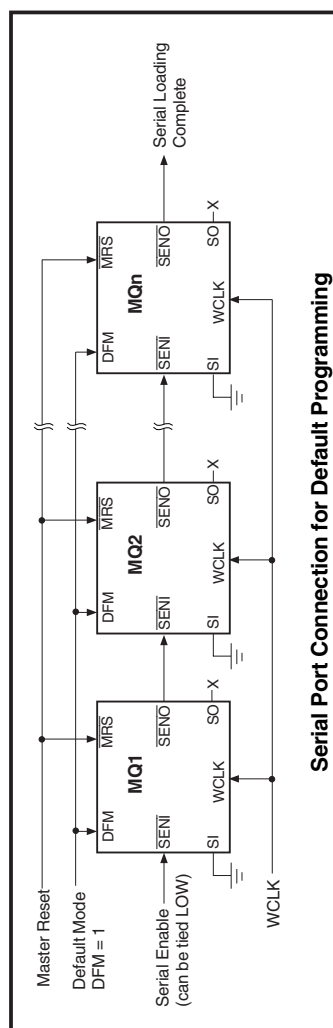 Master Reset
Default Mode
DFM = 1
DFM MRS
DFM MRS
DFM MRS
MQ1
MQ2
MQn
Serial Enable
(can be tied LOW)
SENI SENO
SENI SENO
SENI SENO
Serial Loading
Complete
SI WCLK SO X
SI WCLK SO X
SI WCLK SO X
WCLK
Serial Port Connection for Default Programming